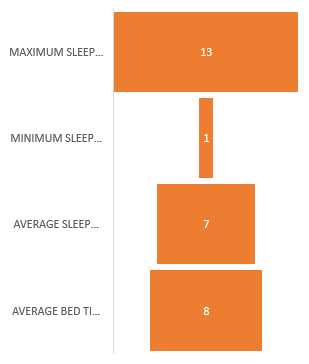 MAXIMUM SLEEP...
13
MINIMUM SLEEP...
1
AVERAGE SLEEP...
7
AVERAGE BED TI...
8